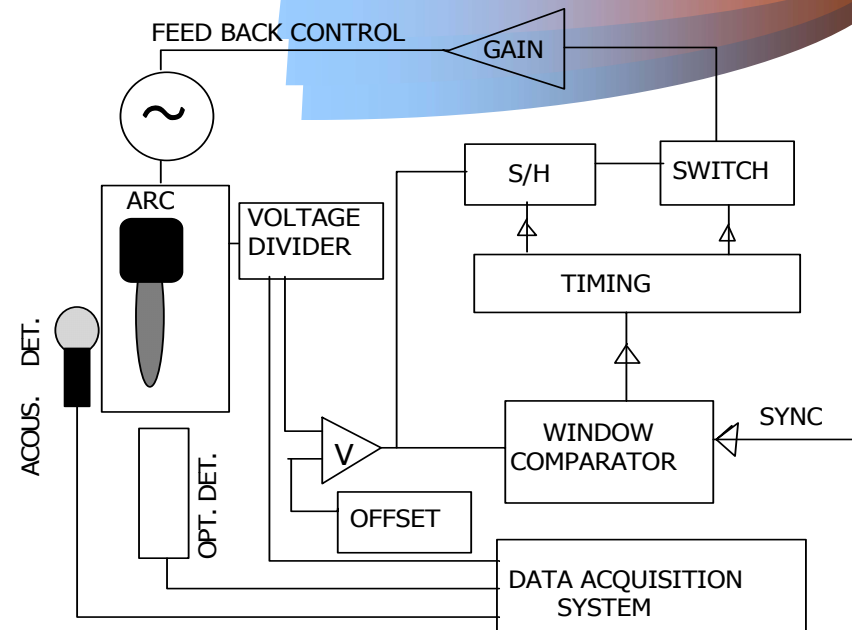 FEED BACK CONTROL
GAIN
~
S/H
SWITCH
ARC
VOLTAGE
DIVIDER
TIMING
ACOUS. DET.
SYNC
WINDOW
COMPARATOR
V
OPT. DET.
OFFSET
DATA ACQUISITION
SYSTEM